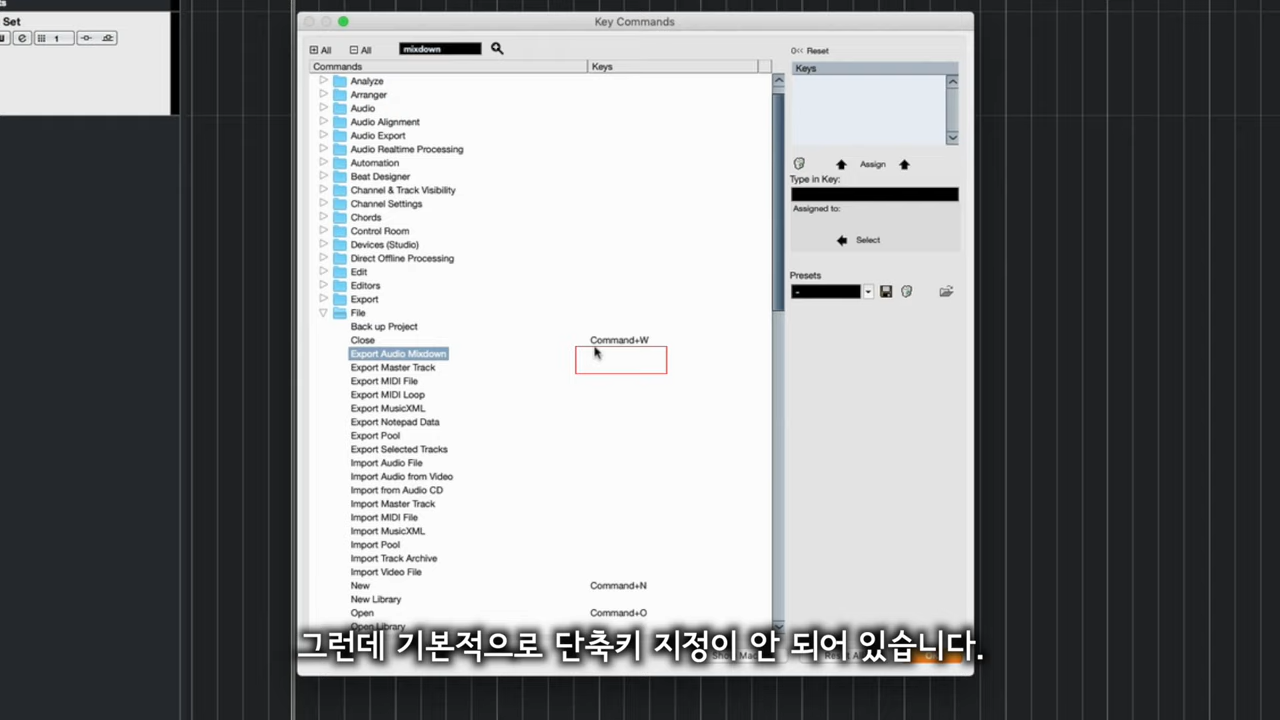 Set
1
Key Commands
All
All
mixdown
Reset
Commands
Keys
Keys
Analyze
Arranger
Audio
Audio Alignment
Audio Export
Audio Realtime Processing
Automation
Beat Designer
Channel & Track Visibility
Channel Settings
Chords
Control Room
Devices (Studio)
Direct Offline Processing
Edit
Editors
Export
File
Back up Project
Close Command+W
Export Audio Mixdown
Export Master Track
Export MIDI File
Export MIDI Loop
Export MusicXML
Export Notepad Data
Export Pool
Export Selected Tracks
Import Audio File
Import Audio from Video
Import from Audio CD
Import Master Track
Import MIDI File
Import MusicXML
Import Pool
Import Track Archive
Import Video File
New Command+N
New Library
Open Command+O
Open Library
Assign
Type in Key:
Assigned to:
Select
Presets
-
그런데 기본적으로 단축키 지정이 안 되어 있습니다.